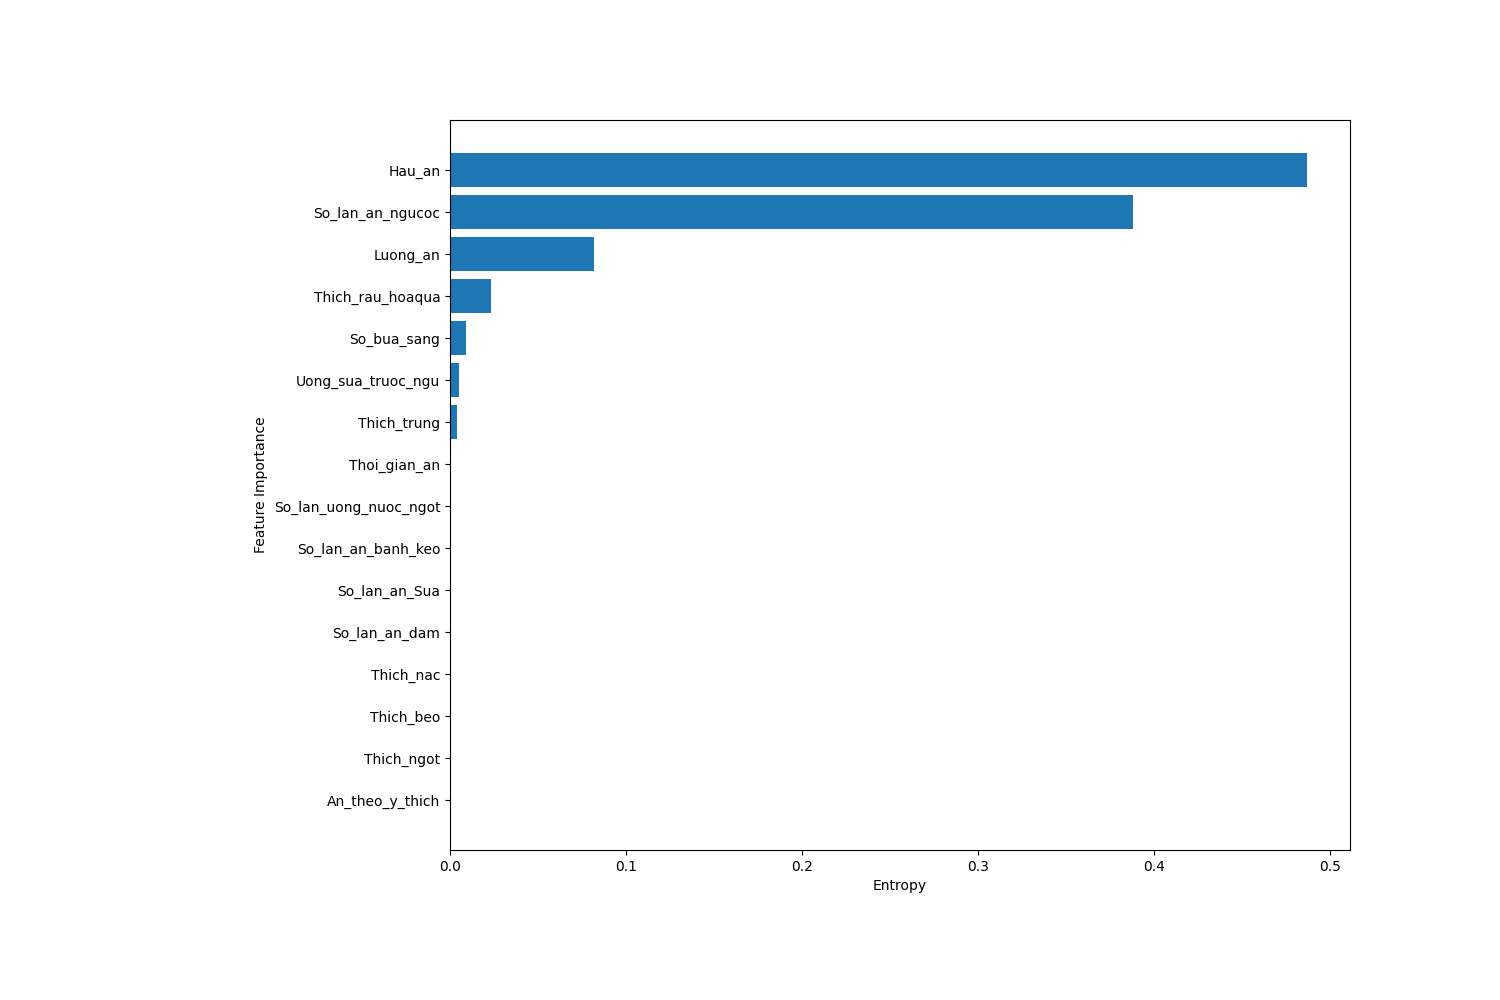 Hau_an
So_lan_an_ngucoc
Luong_an
Thich_rau_hoaqua
So_bua_sang
Uong_sua_truoc_ngu
Thich_trung
Thoi_gian_an
So_lan_uong_nuoc_ngot
So_lan_an_banh_keo
So_lan_an_Sua
So_lan_an_dam
Thich_nac
Thich_beo
Thich_ngot
An_theo_y_thich
Feature Importance
0.0 0.1 0.2 0.3 0.4 0.5
Entropy